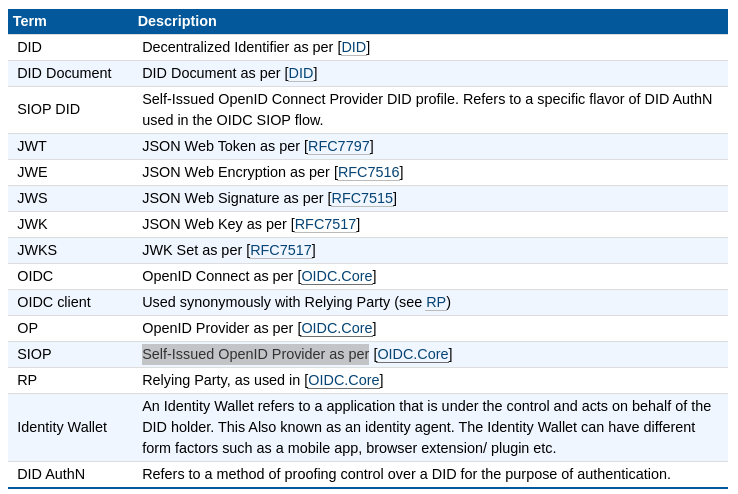 Term Description
DID Decentralized Identifier as per [DID]
DID Document DID Document as per [DID]
SIOP DID Self-Issued OpenID Connect Provider DID profile. Refers to a specific flavor of DID AuthN
used in the OIDC SIOP flow.
JWT JSON Web Token as per [RFC7797]
JWE JSON Web Encryption as per [RFC7516]
JWS JSON Web Signature as per [RFC7515]
JWK JSON Web Key as per [RFC7517]
JWKS JWK Set as per [RFC7517]
OIDC OpenID Connect as per [OIDC.Core]
OIDC client Used synonymously with Relying Party (see RP)
OP OpenID Provider as per [OIDC.Core]
SIOP Self-Issued OpenID Provider as per [OIDC.Core]
RP Relying Party, as used in [OIDC.Core]
Identity Wallet An Identity Wallet refers to a application that is under the control and acts on behalf of the
DID holder. This Also known as an identity agent. The Identity Wallet can have different
form factors such as a mobile app, browser extension/ plugin etc.
DID AuthN Refers to a method of proofing control over a DID for the purpose of authentication.